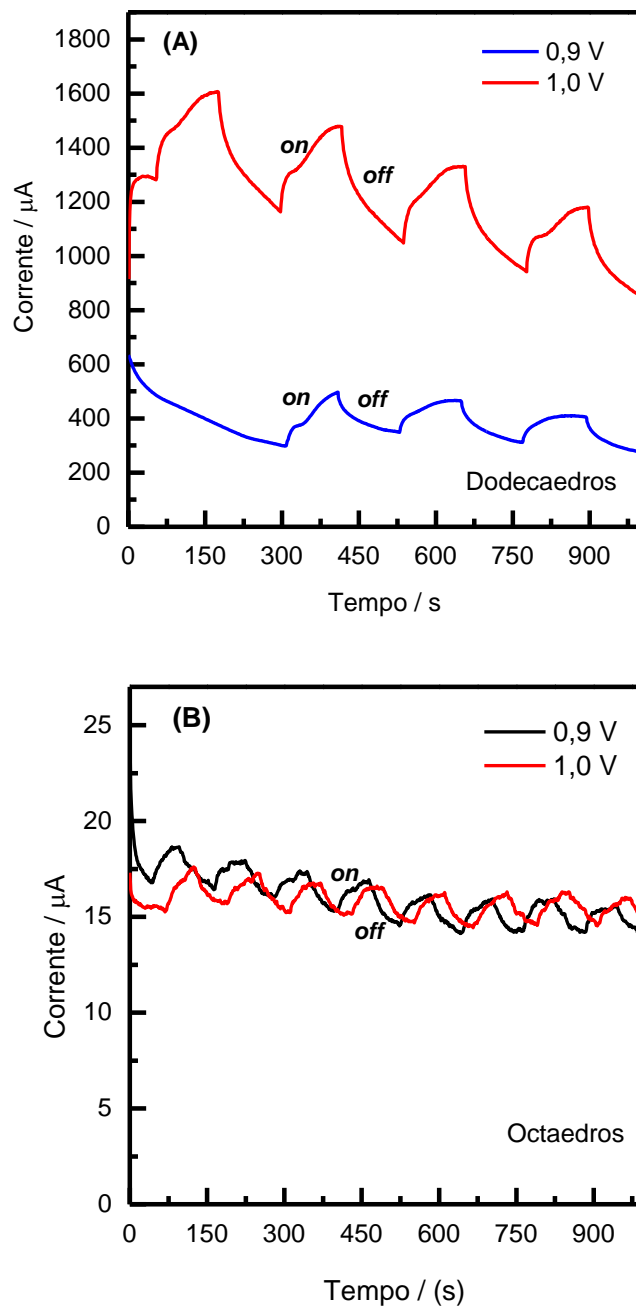 (A)
0,9 V
1,0 V
1800
1600
1400
1200
1000
800
600
400
200
0
Corrente / μA
on
off
on
off
Dodecaedros
0 150 300 450 600 750 900
Tempo / s
(B)
0,9 V
1,0 V
25
20
15
10
5
0
Corrente / μA
on
off
Octaedros
0 150 300 450 600 750 900
Tempo / (s)